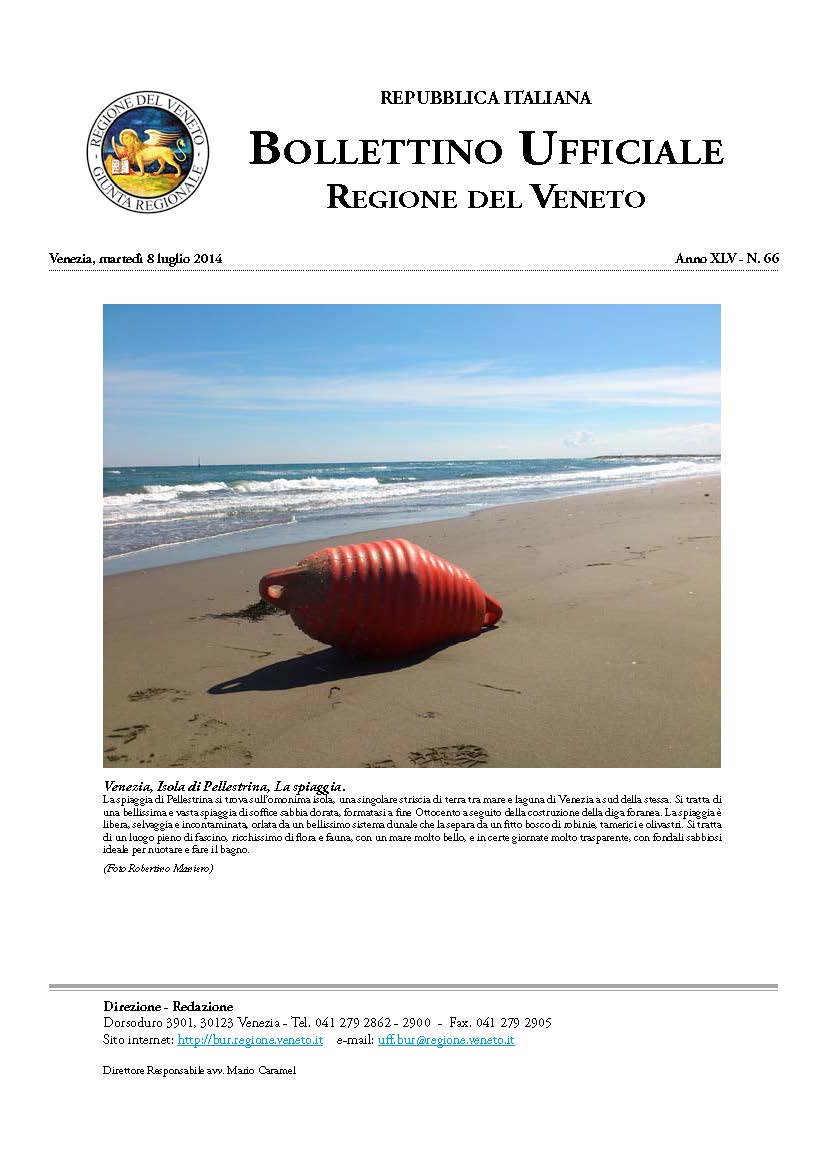 REGIONE DEL VENETO
GIUNTA REGIONALE
REPUBBLICA ITALIANA
BOLLETTINO UFFICIALE
REGIONE DEL VENETO
Venezia, martedì 8 luglio 2014
Anno XLV - N. 66
Venezia, Isola di Pellestrina, La spiaggia.
La spiaggia di Pellestrina si trova sull'omonima isola, una singolare striscia di terra tra mare e laguna di Venezia a sud della stessa. Si tratta di
una bellissima e vasta spiaggia di soffice sabbia dorata, formatasi a fine Ottocento a seguito della costruzione della diga foranea. La spiaggia è
libera, selvaggia e incontaminata, orlata da un bellissimo sistema dunale che la separa da un fitto bosco di robinie, tamerici e olivastri. Si tratta
di un luogo pieno di fascino, ricchissimo di flora e fauna, con un mare molto bello, e in certe giornate molto trasparente, con fondali sabbiosi
ideale per nuotare e fare il bagno.
(Foto Robertino Maniero)
Direzione - Redazione
Dorsoduro 3901, 30123 Venezia - Tel. 041 279 2862 - 2900 - Fax. 041 279 2905
Sito internet: http://bur.regione.veneto.it e-mail: uff.bur@regione.veneto.it
Direttore Responsabile avv. Mario Caramel